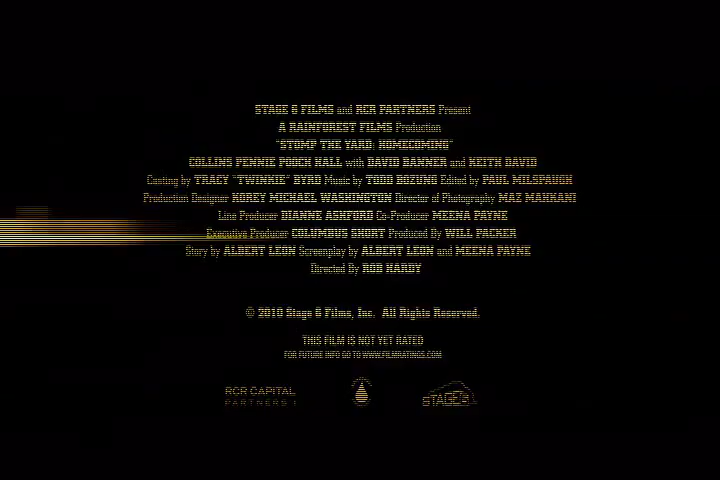 STAGE 6 FILMS and RCR PARTNERS Present
A RAINFOREST FILMS Production
"STOMP THE YARD: HOMECOMING"
COLLINS PENNIE POOCH HALL with DAVID BANNER and KEITH DAVID
Casting by TRACY "TWINKIE" BYRD Music by TODD BOZUNG Edited by PAUL MILSPAUGH
Production Designer KOREY MICHAEL WASHINGTON Director of Photography MAZ MAKHANI
Line Producer DIANNE ASHFORD Co-Producer MEENA PAYNE
Executive Producer COLUMBUS SHORT Produced By WILL PACKER
Story by ALBERT LEON Screenplay by ALBERT LEON and MEENA PAYNE
Directed By ROB HARDY
© 2010 Stage 6 Films, Inc. All Rights Reserved.
THIS FILM IS NOT YET RATED
FOR FUTURE INFO GO TO WWW.FILMRATINGS.COM
RCR CAPITAL
PARTNERS I
STAGE 6